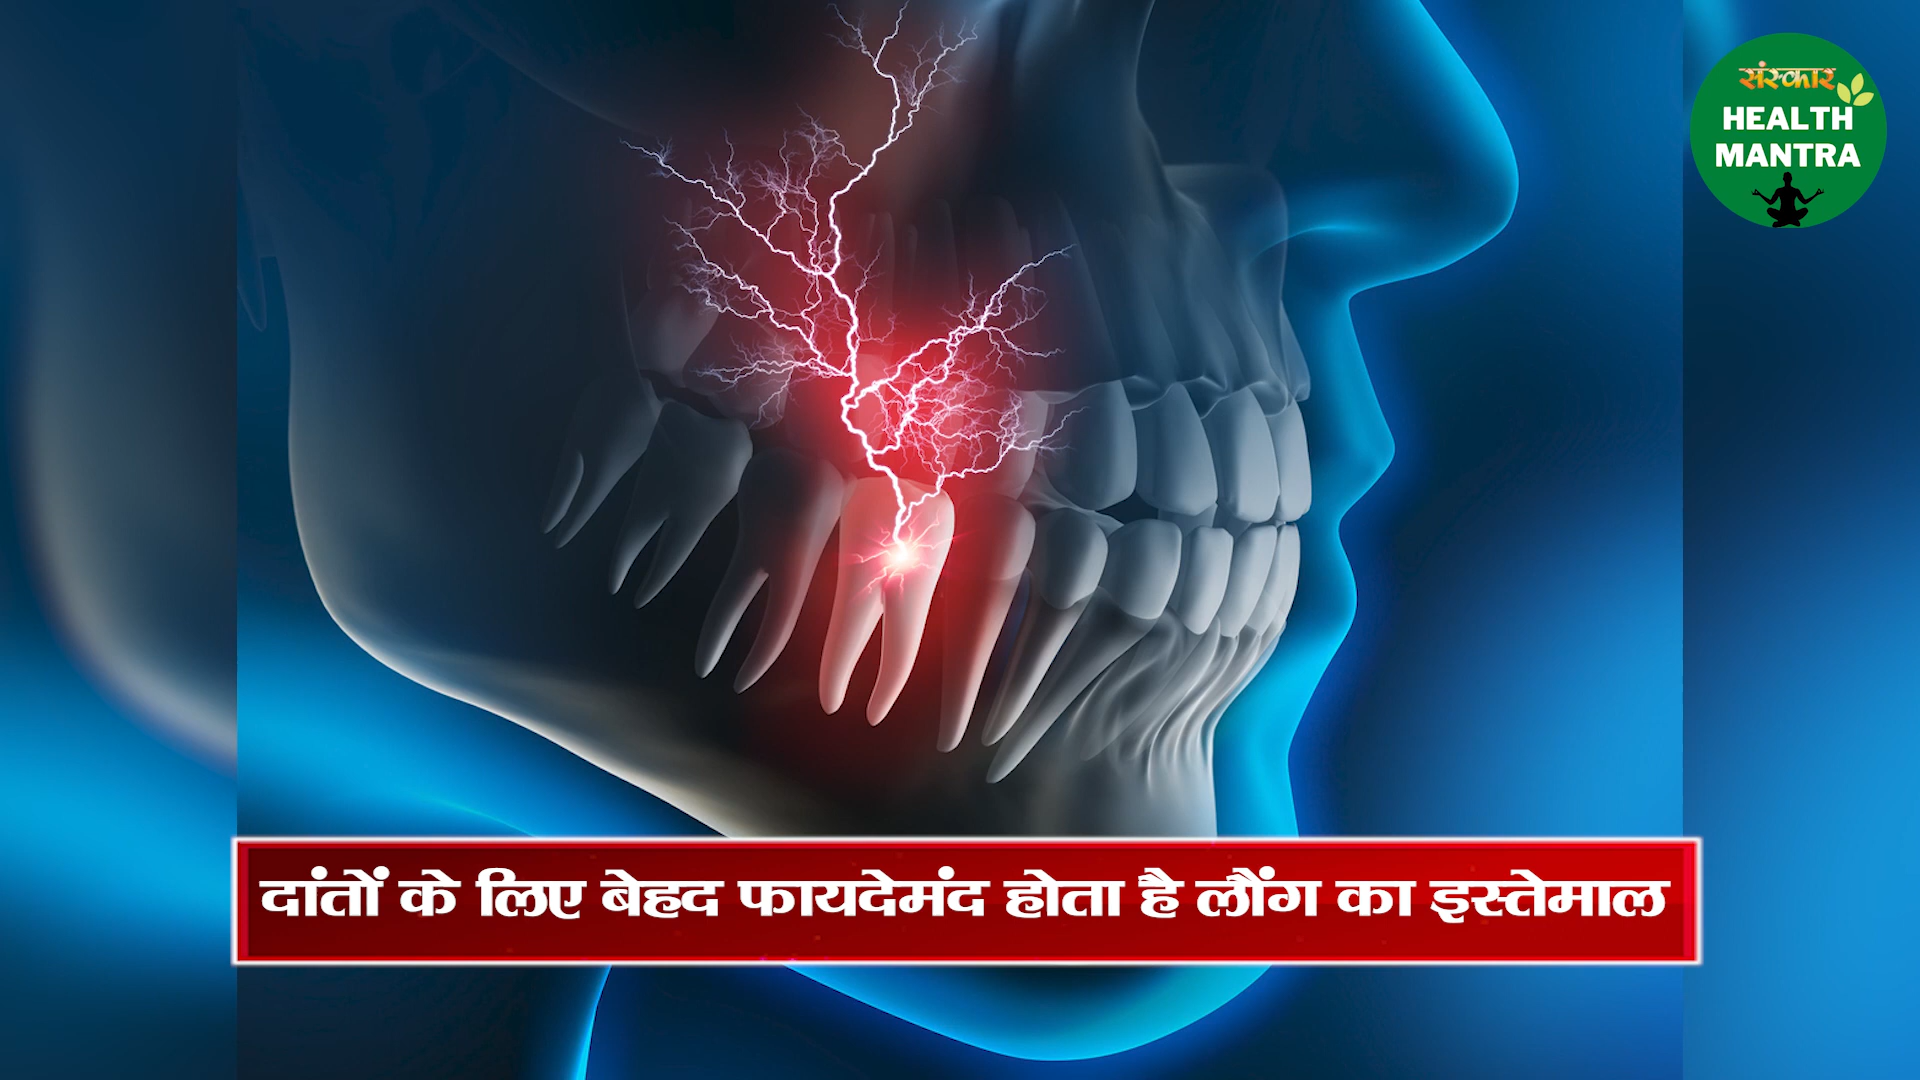 संस्कार
HEALTH
MANTRA
दांतों के लिए बेहद फायदेमंद होता है लौंग का इस्तेमाल